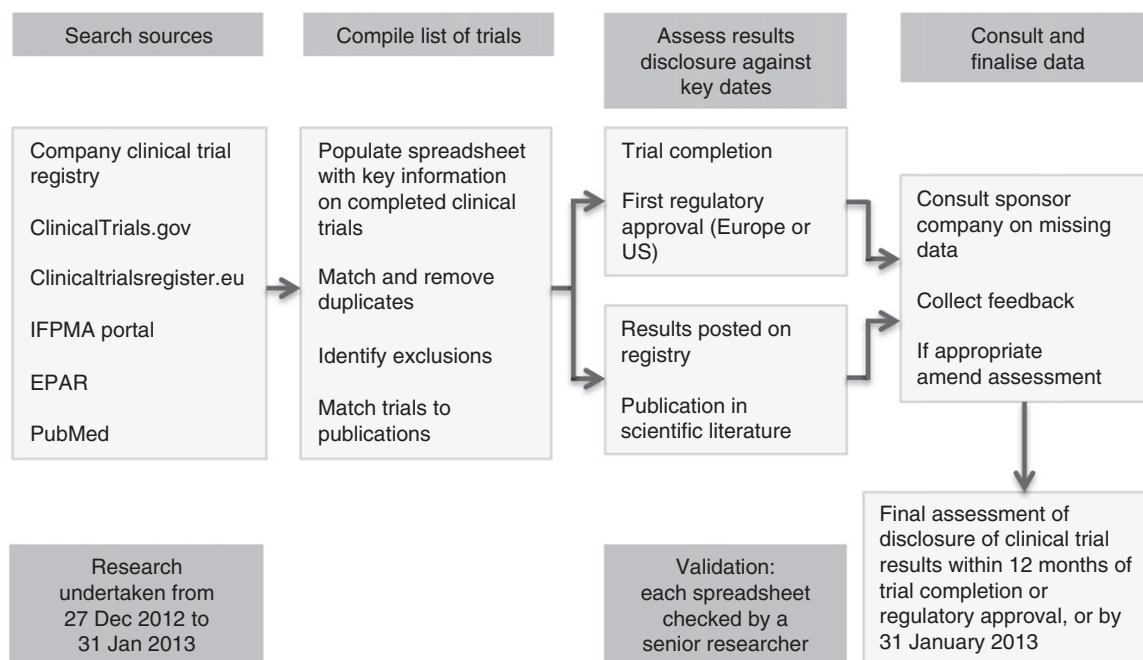 Search sources
Compile list of trials
Assess results
disclosure against
key dates
Consult and
finalise data
Company clinical trial
registry
ClinicalTrials.gov
Clinicaltrialsregister.eu
IFPMA portal
EPAR
PubMed
Populate spreadsheet
with key information
on completed clinical
trials
Match and remove
duplicates
Identify exclusions
Match trials to
publications
Trial completion
First regulatory
approval (Europe or
US)
Results posted on
registry
Publication in
scientific literature
Consult sponsor
company on missing
data
Collect feedback
If appropriate
amend assessment
Research
undertaken from
27 Dec 2012 to
31 Jan 2013
Validation:
each spreadsheet
checked by a
senior researcher
Final assessment of
disclosure of clinical trial
results within 12 months of
trial completion or
regulatory approval, or by
31 January 2013